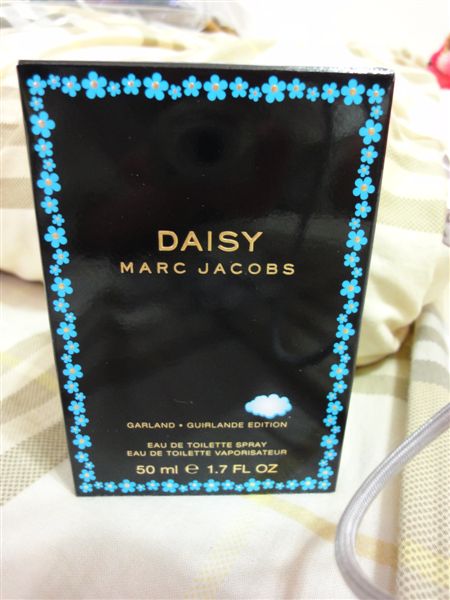 DAISY
MARC JACOBS
GARLAND • GUIRLANDE EDITION
EAU DE TOILETTE SPRAY
EAU DE TOILETTE VAPORISATEUR
50 ml ℮ 1.7 FL OZ